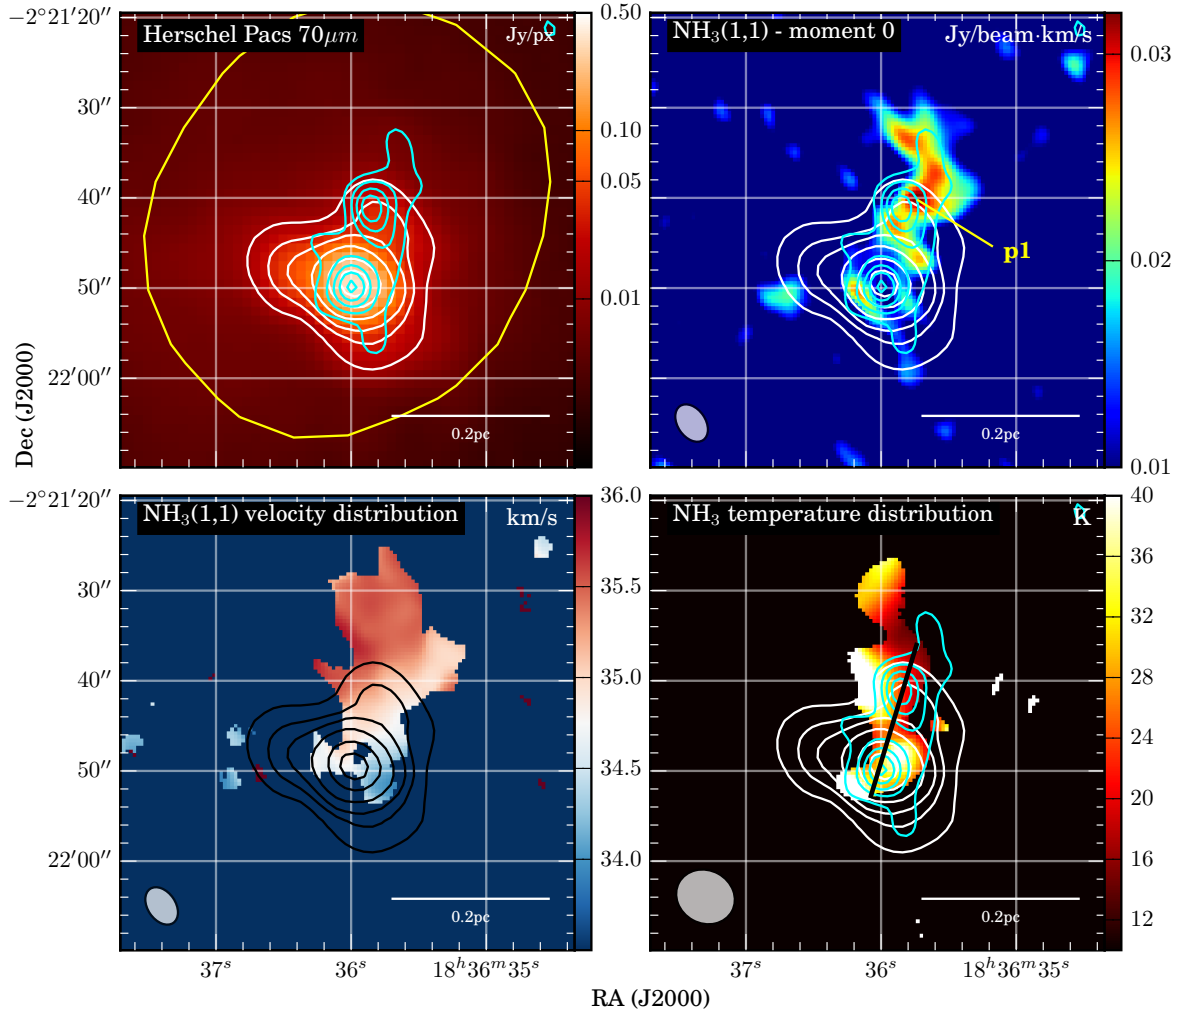 Herschel Pacs 70μm
Jy/px
NH₃(1,1) - moment 0
Jy/beam·km/s
−2°21′20″
30″
40″
50″
22′00″
0.50
0.10
0.05
0.01
0.03
0.02
0.01
p1
0.2pc
0.2pc
Dec (J2000)
NH₃(1,1) velocity distribution
km/s
NH₃ temperature distribution
K
−2°21′20″
30″
40″
50″
22′00″
36.0
35.5
35.0
34.5
34.0
40
36
32
28
24
20
16
12
0.2pc
0.2pc
37ˢ
36ˢ
18ʰ36ᵐ35ˢ
37ˢ
36ˢ
18ʰ36ᵐ35ˢ
RA (J2000)